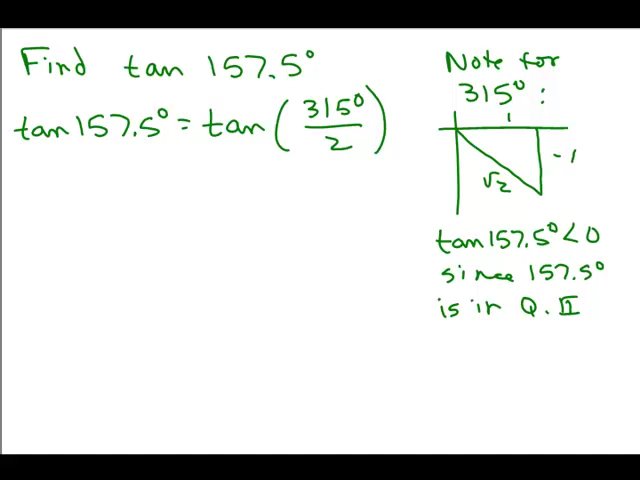 Find tan 157.5°
tan 157.5° = tan (315°/2)
Note for
315° :
1
-1
√2
tan 157.5° < 0
since 157.5°
is in Q. II